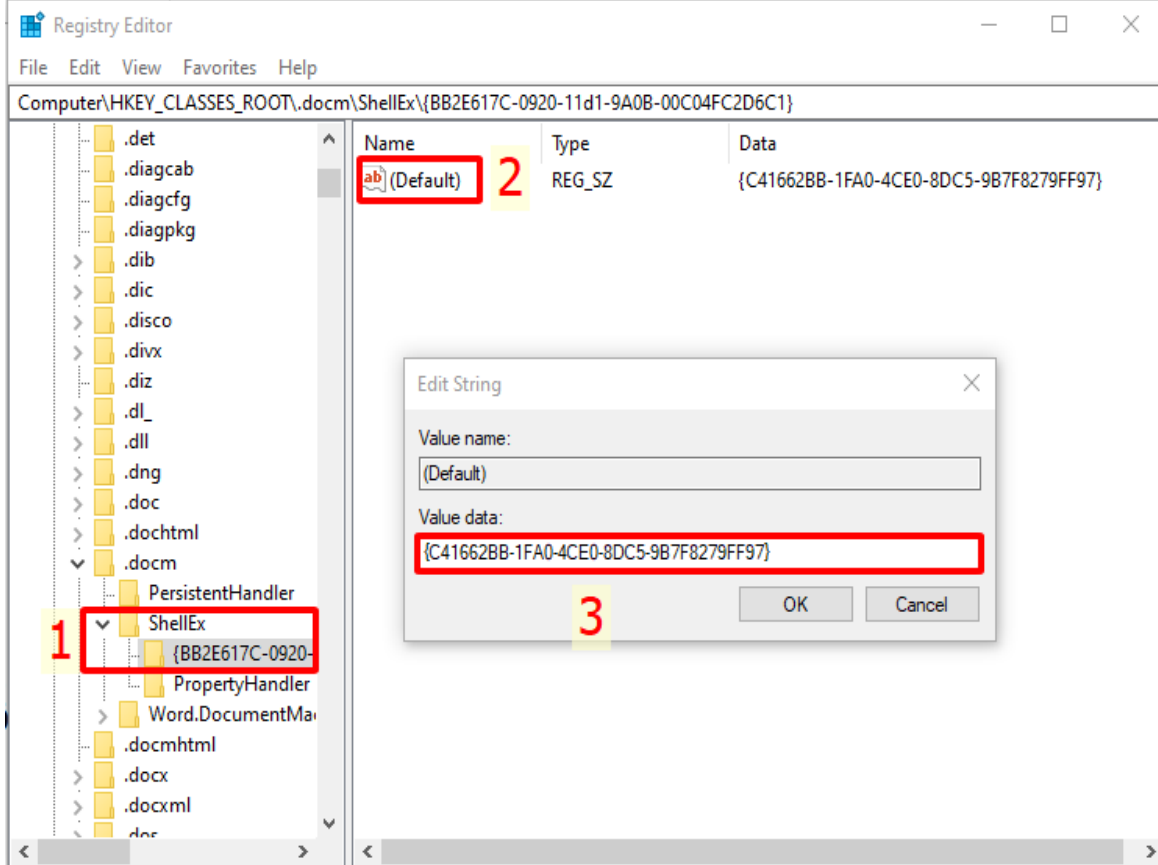 Registry Editor
File Edit View Favorites Help
Computer\HKEY_CLASSES_ROOT\.docm\ShellEx\{BB2E617C-0920-11d1-9A0B-00C04FC2D6C1}
.det
.diagcab
.diagcfg
.diagpkg
.dib
.dic
.disco
.divx
.diz
.dl_
.dll
.dng
.doc
.dochtml
.docm
PersistentHandler
1
ShellEx
{BB2E617C-0920-
PropertyHandler
Word.DocumentMa
.docmhtml
.docx
.docxml
.dos
Name Type Data
ab (Default) 2 REG_SZ {C41662BB-1FA0-4CE0-8DC5-9B7F8279FF97}
Edit String
Value name:
(Default)
Value data:
{C41662BB-1FA0-4CE0-8DC5-9B7F8279FF97}
3
OK Cancel